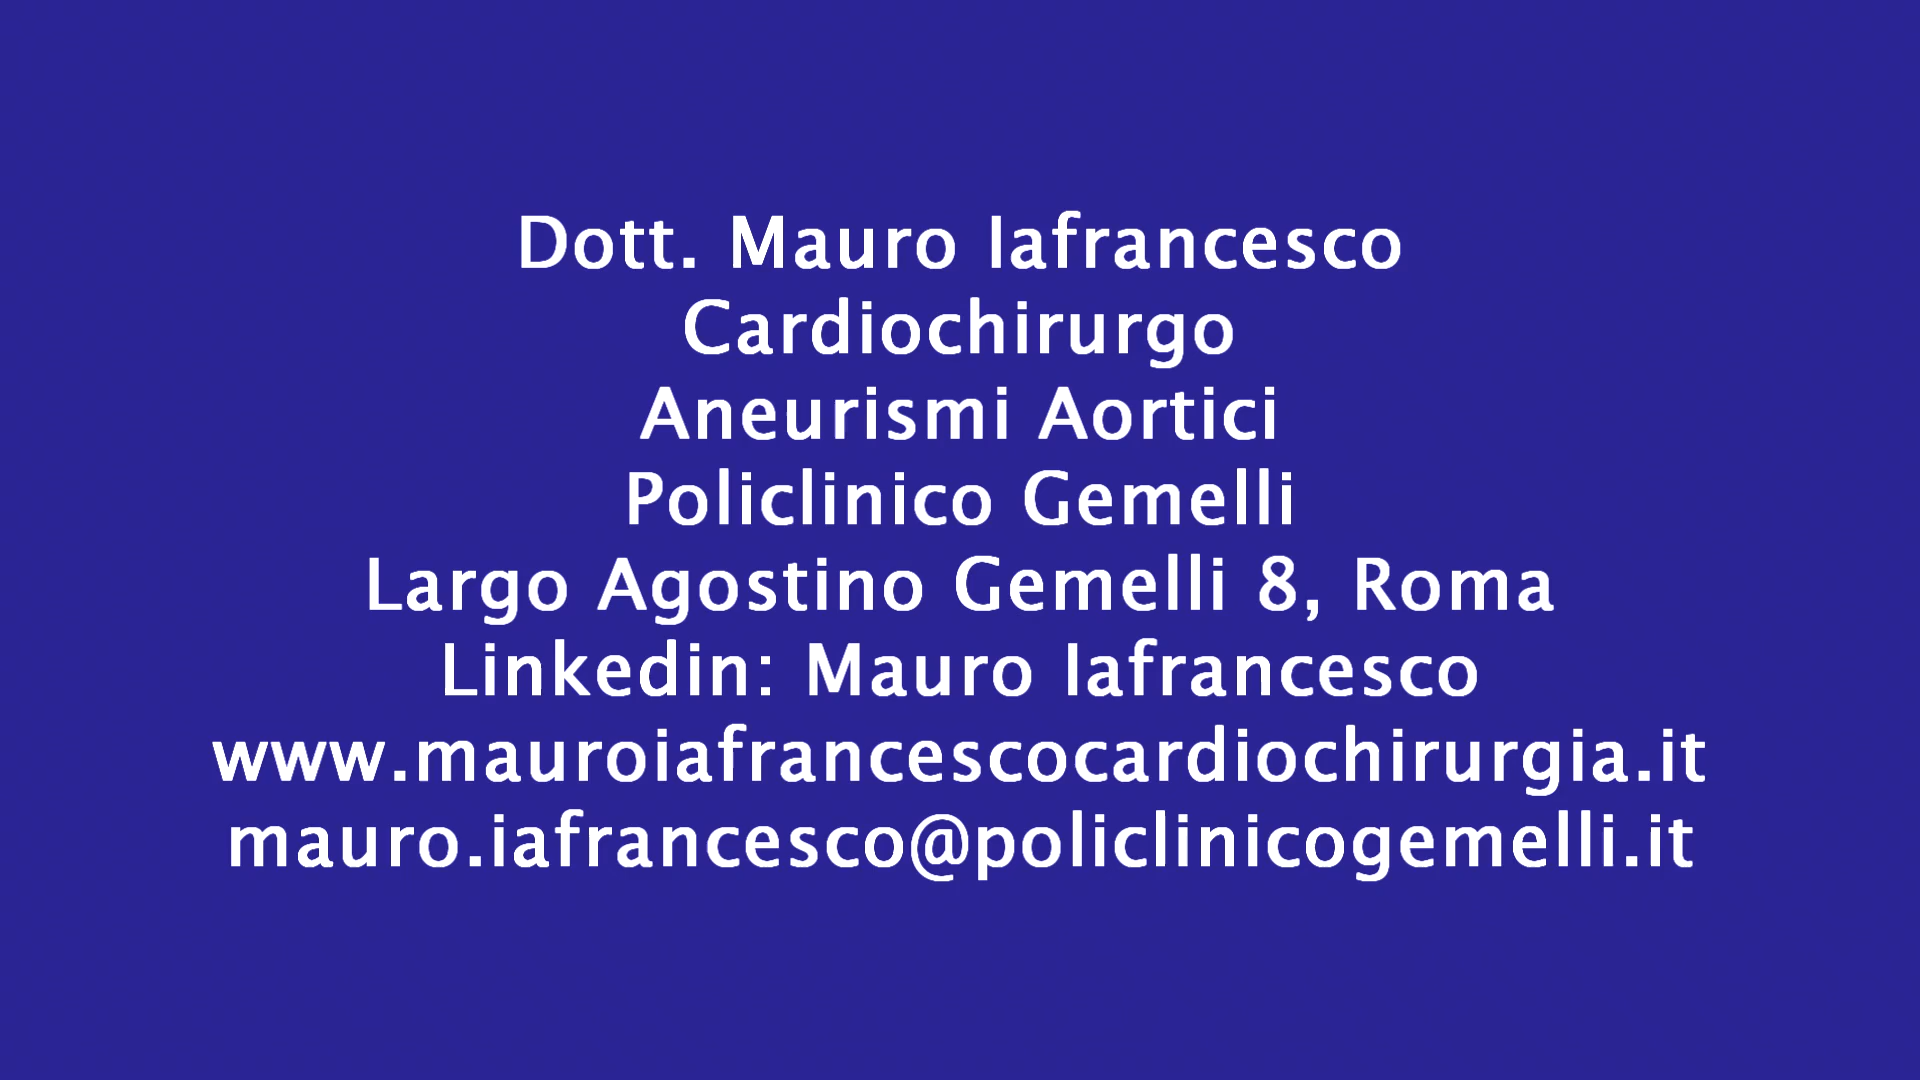 Dott. Mauro Iafrancesco
Cardiochirurgo
Aneurismi Aortici
Policlinico Gemelli
Largo Agostino Gemelli 8, Roma
Linkedin: Mauro Iafrancesco
www.mauroiafrancescocardiochirurgia.it
mauro.iafrancesco@policlinicogemelli.it